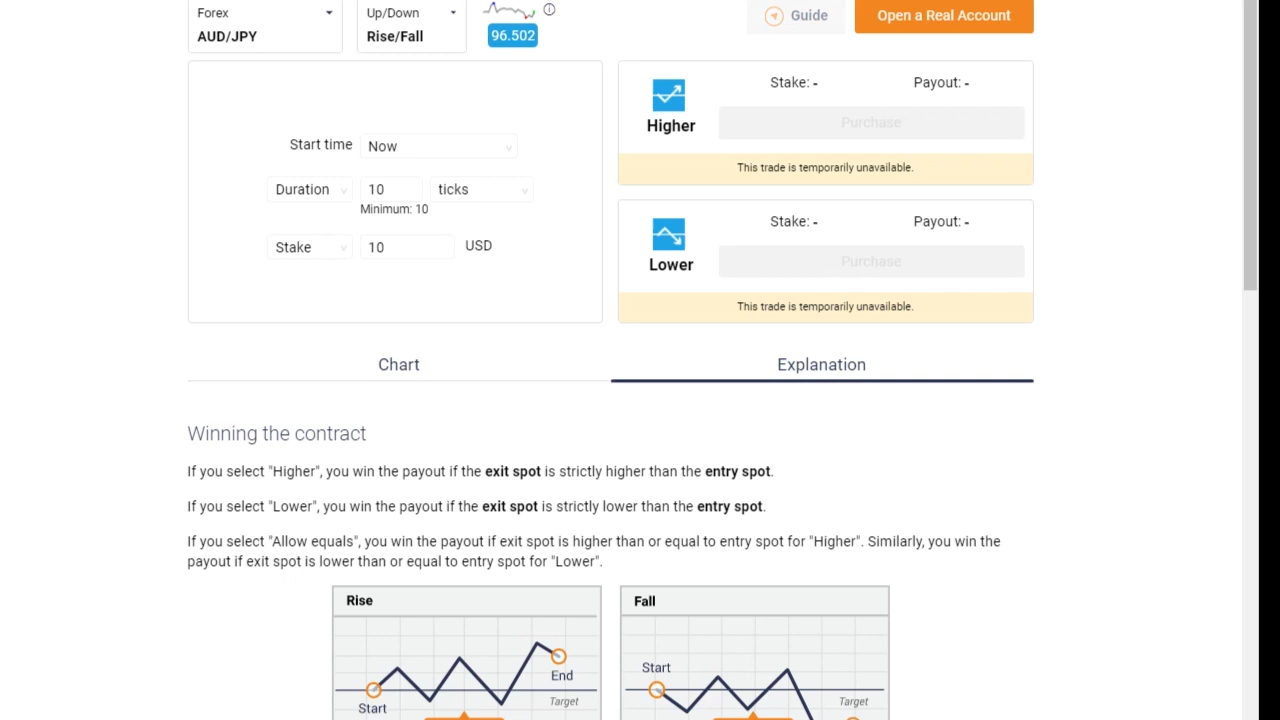 Forex
AUD/JPY
Up/Down
Rise/Fall
96.502
Guide
Open a Real Account
Start time
Now
Duration
10
ticks
Minimum: 10
Stake
10
USD
Higher
Stake: -
Payout: -
Purchase
This trade is temporarily unavailable.
Lower
Stake: -
Payout: -
Purchase
This trade is temporarily unavailable.
Chart
Explanation
Winning the contract
If you select "Higher", you win the payout if the exit spot is strictly higher than the entry spot.
If you select "Lower", you win the payout if the exit spot is strictly lower than the entry spot.
If you select "Allow equals", you win the payout if exit spot is higher than or equal to entry spot for "Higher". Similarly, you win the
payout if exit spot is lower than or equal to entry spot for "Lower".
Rise
End
Target
Start
Fall
Start
Target